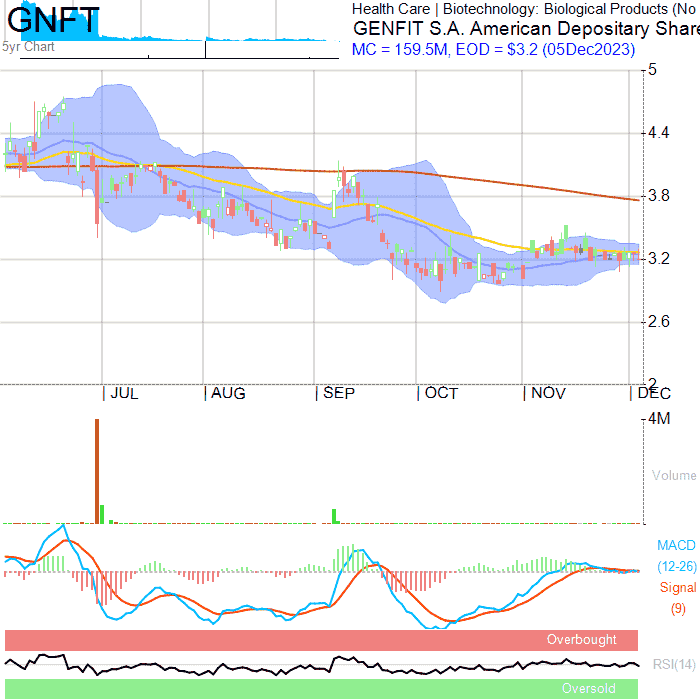 GNFT
5yr Chart
Health Care | Biotechnology: Biological Products (No
GENFIT S.A. American Depositary Share
MC = 159.5M, EOD = $3.2 (05Dec2023)
5
4.4
3.8
3.2
2.6
2
JUL
AUG
SEP
OCT
NOV
DEC
4M
Volume
MACD
(12-26)
Signal
(9)
Overbought
RSI(14)
Oversold